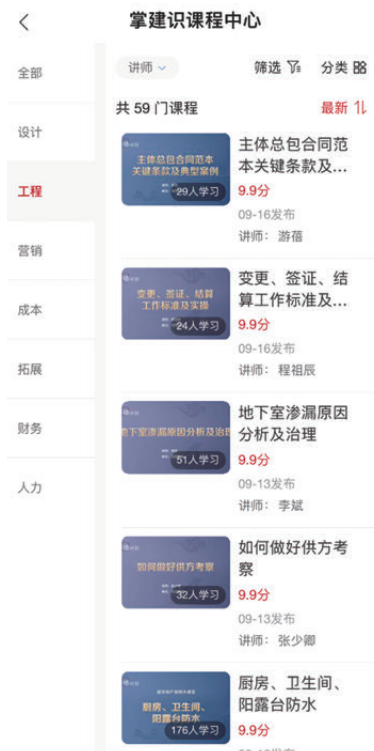 掌建识课程中心
全部
设计
工程
营销
成本
拓展
财务
人力
讲师
筛选
分类
共 59 门课程
最新
主体总包合同范本
关键条款及典型案例
29人学习
主体总包合同范
本关键条款及...
9.9分
09-16发布
讲师： 游蓓
变更、签证、结算
工作标准及实操
24人学习
变更、签证、结
算工作标准及...
9.9分
09-16发布
讲师： 程祖辰
地下室渗漏原因分析及治理
51人学习
地下室渗漏原因
分析及治理
9.9分
09-13发布
讲师： 李斌
如何做好供方考察
32人学习
如何做好供方考
察
9.9分
09-13发布
讲师： 张少卿
厨房、卫生间、
阳露台防水
176人学习
厨房、卫生间、
阳露台防水
9.9分